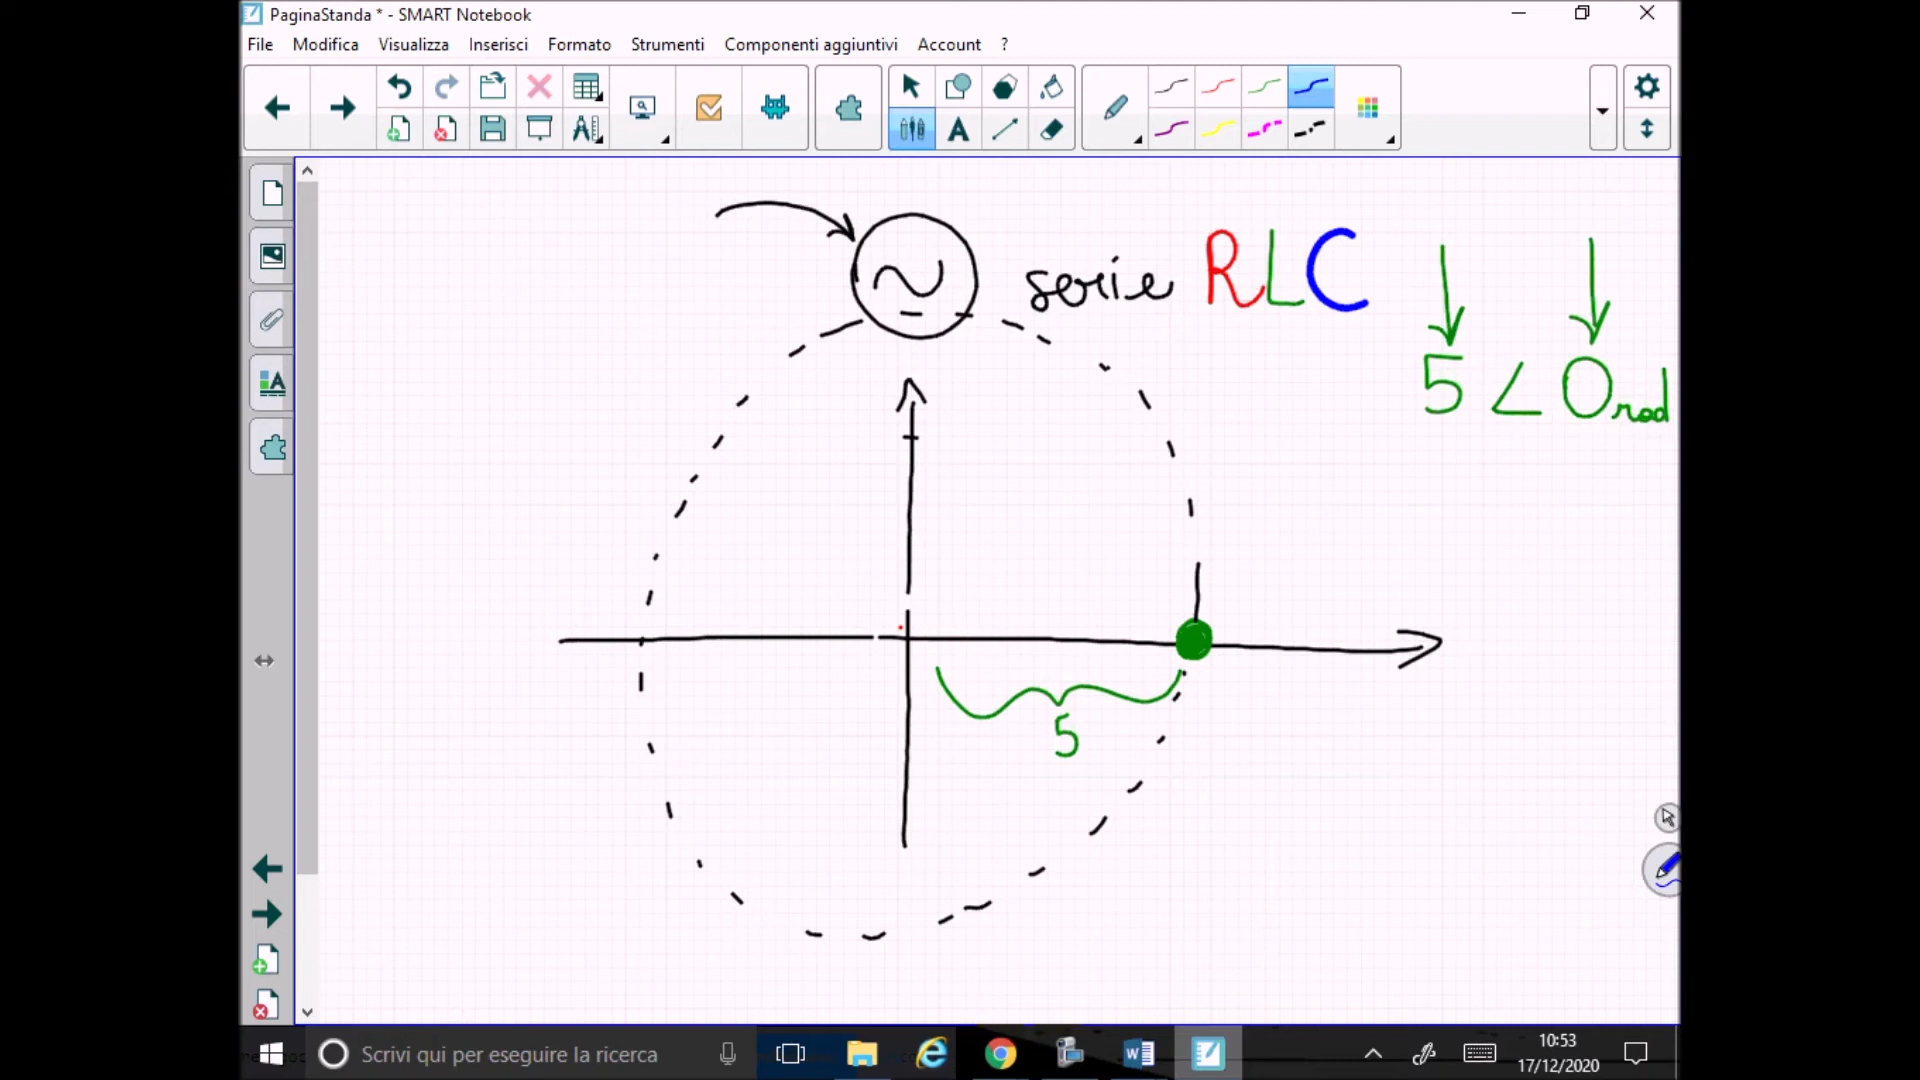 PaginaStanda * - SMART Notebook
File Modifica Visualizza Inserisci Formato Strumenti Componenti aggiuntivi Account ?
serie RLC
5 ∠ 0rad
5
Scrivi qui per eseguire la ricerca
10:53
17/12/2020